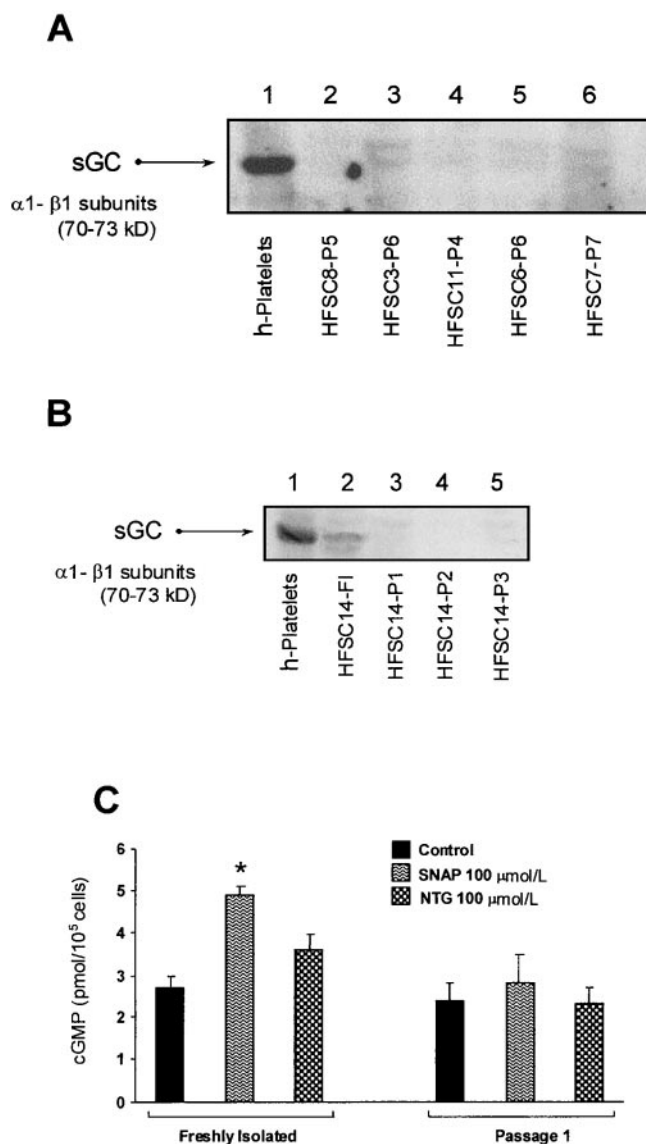 A
1 2 3 4 5 6
sGC
α1- β1 subunits
(70-73 kD)
h-Platelets
HFSC8-P5
HFSC3-P6
HFSC11-P4
HFSC6-P6
HFSC7-P7
B
1 2 3 4 5
sGC
α1- β1 subunits
(70-73 kD)
h-Platelets
HFSC14-FI
HFSC14-P1
HFSC14-P2
HFSC14-P3
C
cGMP (pmol/10⁵ cells)
6
5
4
3
2
1
0
*
Control
SNAP 100 μmol/L
NTG 100 μmol/L
Freshly Isolated
Passage 1